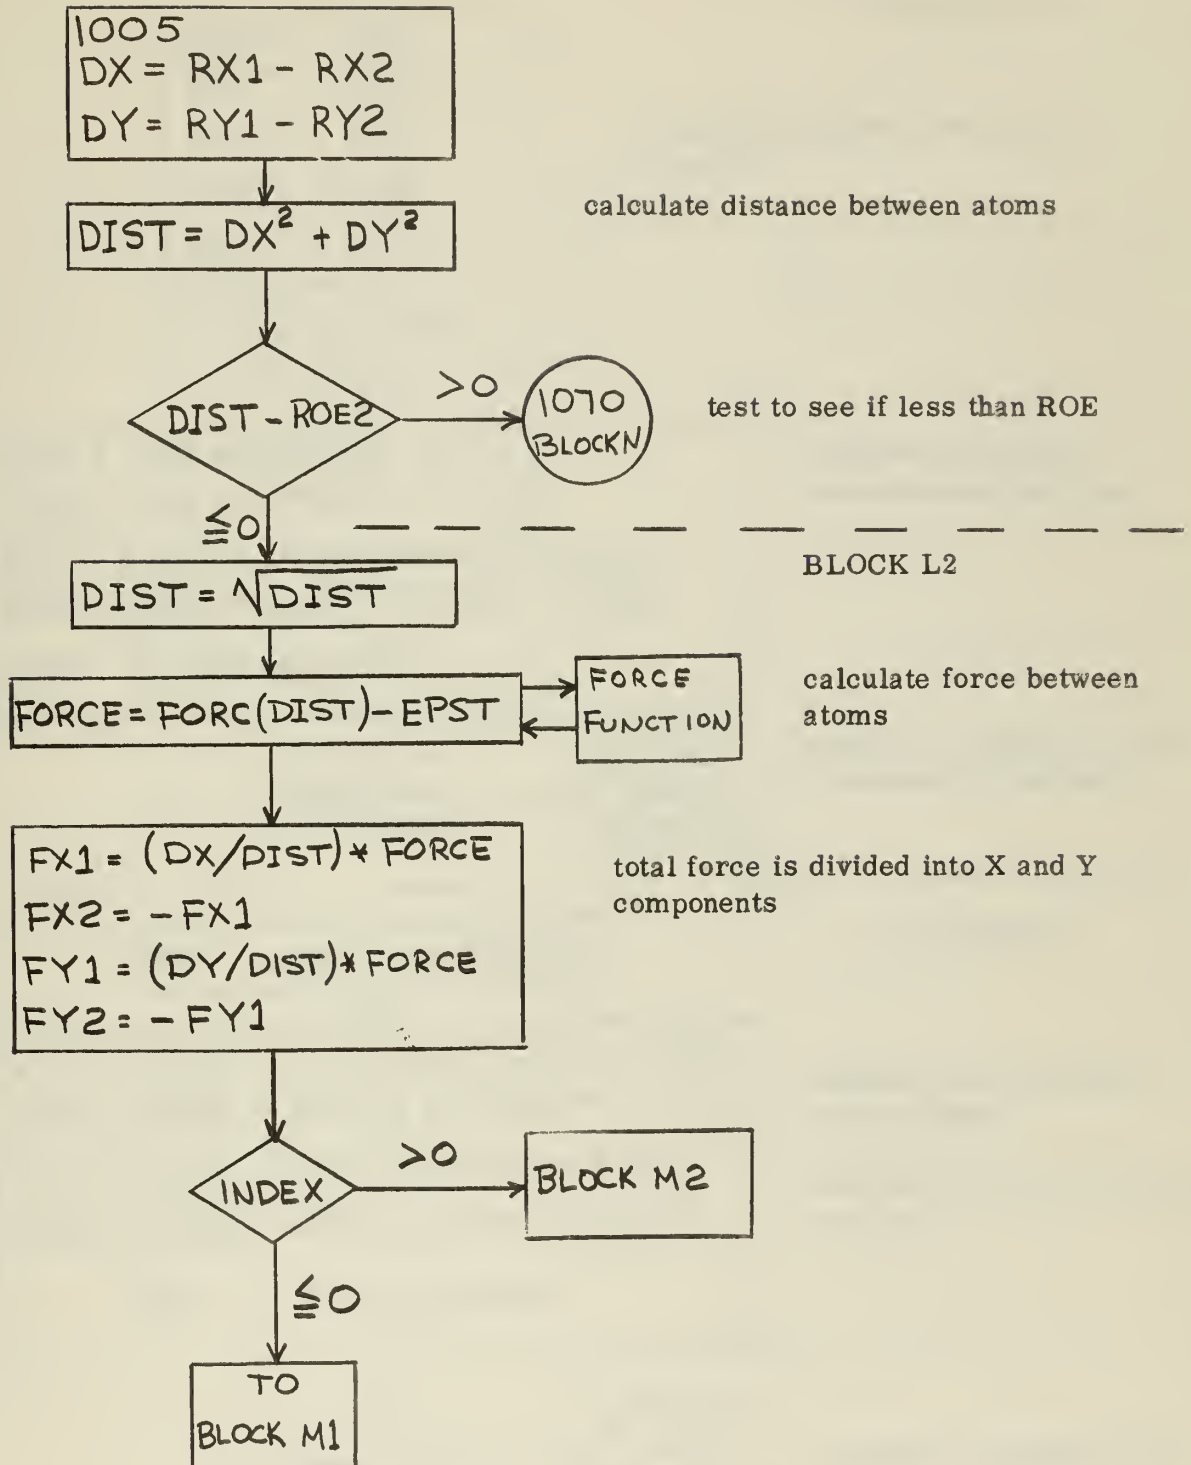 1005
DX = RX1 - RX2
DY = RY1 - RY2
calculate distance between atoms
DIST = DX² + DY²
DIST - ROE2
>0
1070
BLOCK N
test to see if less than ROE
≦0
BLOCK L2
DIST = √DIST
FORCE = FORC(DIST) - EPST
FORCE
FUNCTION
calculate force between
atoms
FX1 = (DX/DIST) * FORCE
FX2 = - FX1
FY1 = (DY/DIST) * FORCE
FY2 = - FY1
total force is divided into X and Y
components
INDEX
>0
BLOCK M2
≦0
TO
BLOCK M1